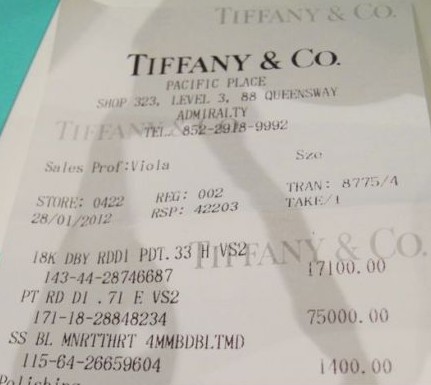 TIFFANY & CO.
TIFFANY & CO.
PACIFIC PLACE
SHOP 323, LEVEL 3, 88 QUEENSWAY
ADMIRALTY
TIFFANY & CO.
TEL. 852-2918-9992
Sales Prof:Viola Sze
STORE: 0422 REG: 002 TRAN: 8775/4
28/01/2012 RSP: 42203 TAKE/1
TIFFANY & CO.
18K DBY RDDI PDT.33 H VS2 17100.00
143-44-28746687
PT RD DI .71 E VS2 75000.00
171-18-28848234
SS BL MNRTTHRT 4MMBDBLTMD
115-64-26659604 1400.00
Polishing